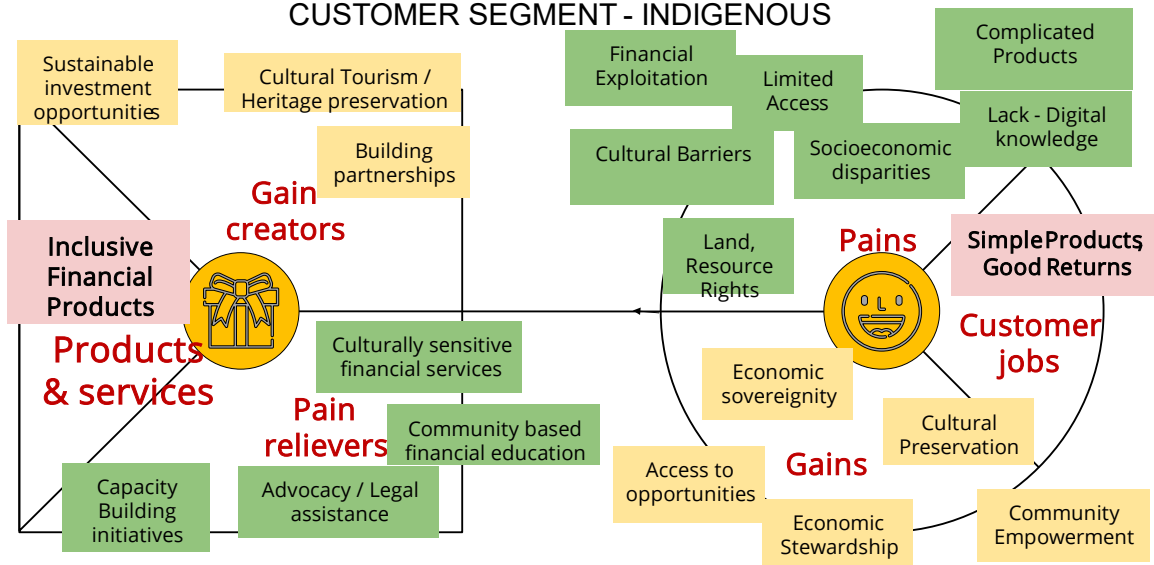 CUSTOMER SEGMENT - INDIGENOUS
Sustainable
investment
opportunities
Cultural Tourism /
Heritage preservation
Building
partnerships
Gain
creators
Inclusive
Financial
Products
Products
& services
Culturally sensitive
financial services
Pain
relievers
Community based
financial education
Capacity
Building
initiatives
Advocacy / Legal
assistance
Financial
Exploitation
Limited
Access
Complicated
Products
Lack - Digital
knowledge
Cultural Barriers
Socioeconomic
disparities
Land,
Resource
Rights
Pains
Simple Products,
Good Returns
Customer
jobs
Economic
sovereignity
Cultural
Preservation
Gains
Access to
opportunities
Economic
Stewardship
Community
Empowerment